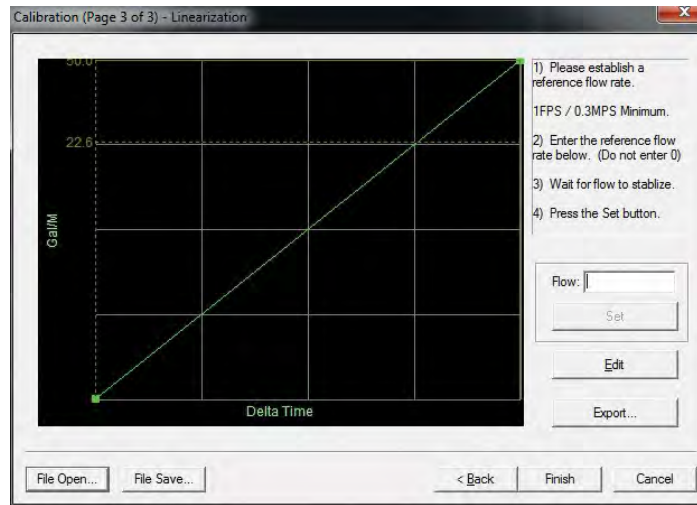 Calibration (Page 3 of 3) - Linearization
50.0
22.6
Gal/M
Delta Time
1) Please establish a
reference flow rate.
1FPS / 0.3MPS Minimum.
2) Enter the reference flow
rate below. (Do not enter 0)
3) Wait for flow to stablize.
4) Press the Set button.
Flow:
Set
Edit
Export...
File Open...
File Save...
< Back
Finish
Cancel